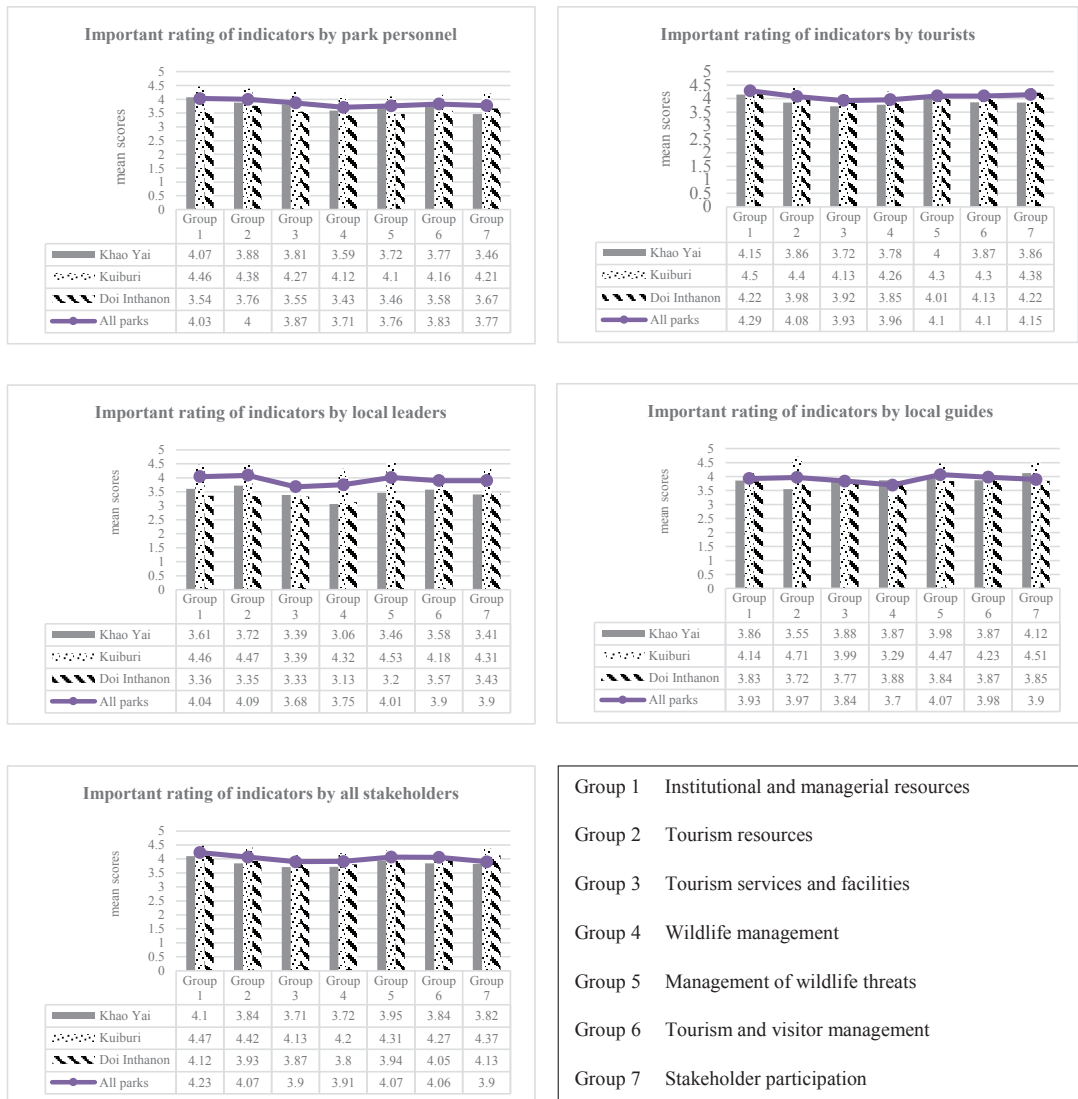 Important rating of indicators by park personnel
mean scores
5
4.5
4
3.5
3
2.5
2
1.5
1
0.5
0
Group 1 Group 2 Group 3 Group 4 Group 5 Group 6 Group 7
Khao Yai 4.07 3.88 3.81 3.59 3.72 3.77 3.46
Kuiburi 4.46 4.38 4.27 4.12 4.1 4.16 4.21
Doi Inthanon 3.54 3.76 3.55 3.43 3.46 3.58 3.67
All parks 4.03 4 3.87 3.71 3.76 3.83 3.77
Important rating of indicators by tourists
mean scores
5
4.5
4
3.5
3
2.5
2
1.5
1
0.5
0
Group 1 Group 2 Group 3 Group 4 Group 5 Group 6 Group 7
Khao Yai 4.15 3.86 3.72 3.78 4 3.87 3.86
Kuiburi 4.5 4.4 4.13 4.26 4.3 4.3 4.38
Doi Inthanon 4.22 3.98 3.92 3.85 4.01 4.13 4.22
All parks 4.29 4.08 3.93 3.96 4.1 4.1 4.15
Important rating of indicators by local leaders
mean scores
5
4.5
4
3.5
3
2.5
2
1.5
1
0.5
0
Group 1 Group 2 Group 3 Group 4 Group 5 Group 6 Group 7
Khao Yai 3.61 3.72 3.39 3.06 3.46 3.58 3.41
Kuiburi 4.46 4.47 3.39 4.32 4.53 4.18 4.31
Doi Inthanon 3.36 3.35 3.33 3.13 3.2 3.57 3.43
All parks 4.04 4.09 3.68 3.75 4.01 3.9 3.9
Important rating of indicators by local guides
mean scores
5
4.5
4
3.5
3
2.5
2
1.5
1
0.5
0
Group 1 Group 2 Group 3 Group 4 Group 5 Group 6 Group 7
Khao Yai 3.86 3.55 3.88 3.87 3.98 3.87 4.12
Kuiburi 4.14 4.71 3.99 3.29 4.47 4.23 4.51
Doi Inthanon 3.83 3.72 3.77 3.88 3.84 3.87 3.85
All parks 3.93 3.97 3.84 3.7 4.07 3.98 3.9
Important rating of indicators by all stakeholders
mean scores
5
4.5
4
3.5
3
2.5
2
1.5
1
0.5
0
Group 1 Group 2 Group 3 Group 4 Group 5 Group 6 Group 7
Khao Yai 4.1 3.84 3.71 3.72 3.95 3.84 3.82
Kuiburi 4.47 4.42 4.13 4.2 4.31 4.27 4.37
Doi Inthanon 4.12 3.93 3.87 3.8 3.94 4.05 4.13
All parks 4.23 4.07 3.9 3.91 4.07 4.06 3.9
Group 1 Institutional and managerial resources
Group 2 Tourism resources
Group 3 Tourism services and facilities
Group 4 Wildlife management
Group 5 Management of wildlife threats
Group 6 Tourism and visitor management
Group 7 Stakeholder participation